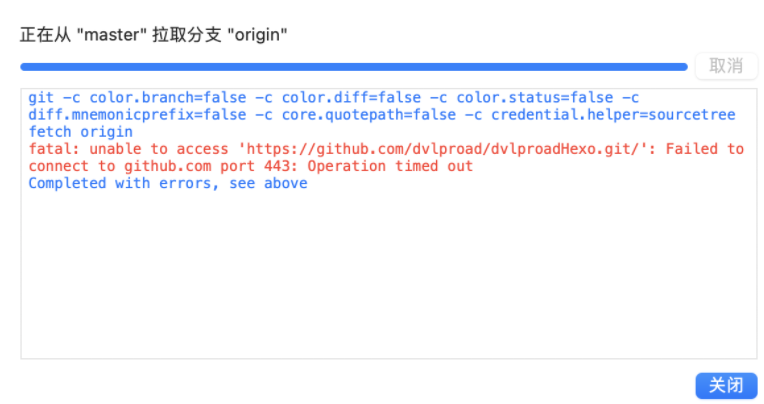 正在从 "master" 拉取分支 "origin"
取消
git -c color.branch=false -c color.diff=false -c color.status=false -c
diff.mnemonicprefix=false -c core.quotepath=false -c credential.helper=sourcetree
fetch origin
fatal: unable to access 'https://github.com/dvlproad/dvlproadHexo.git/': Failed to
connect to github.com port 443: Operation timed out
Completed with errors, see above
关闭